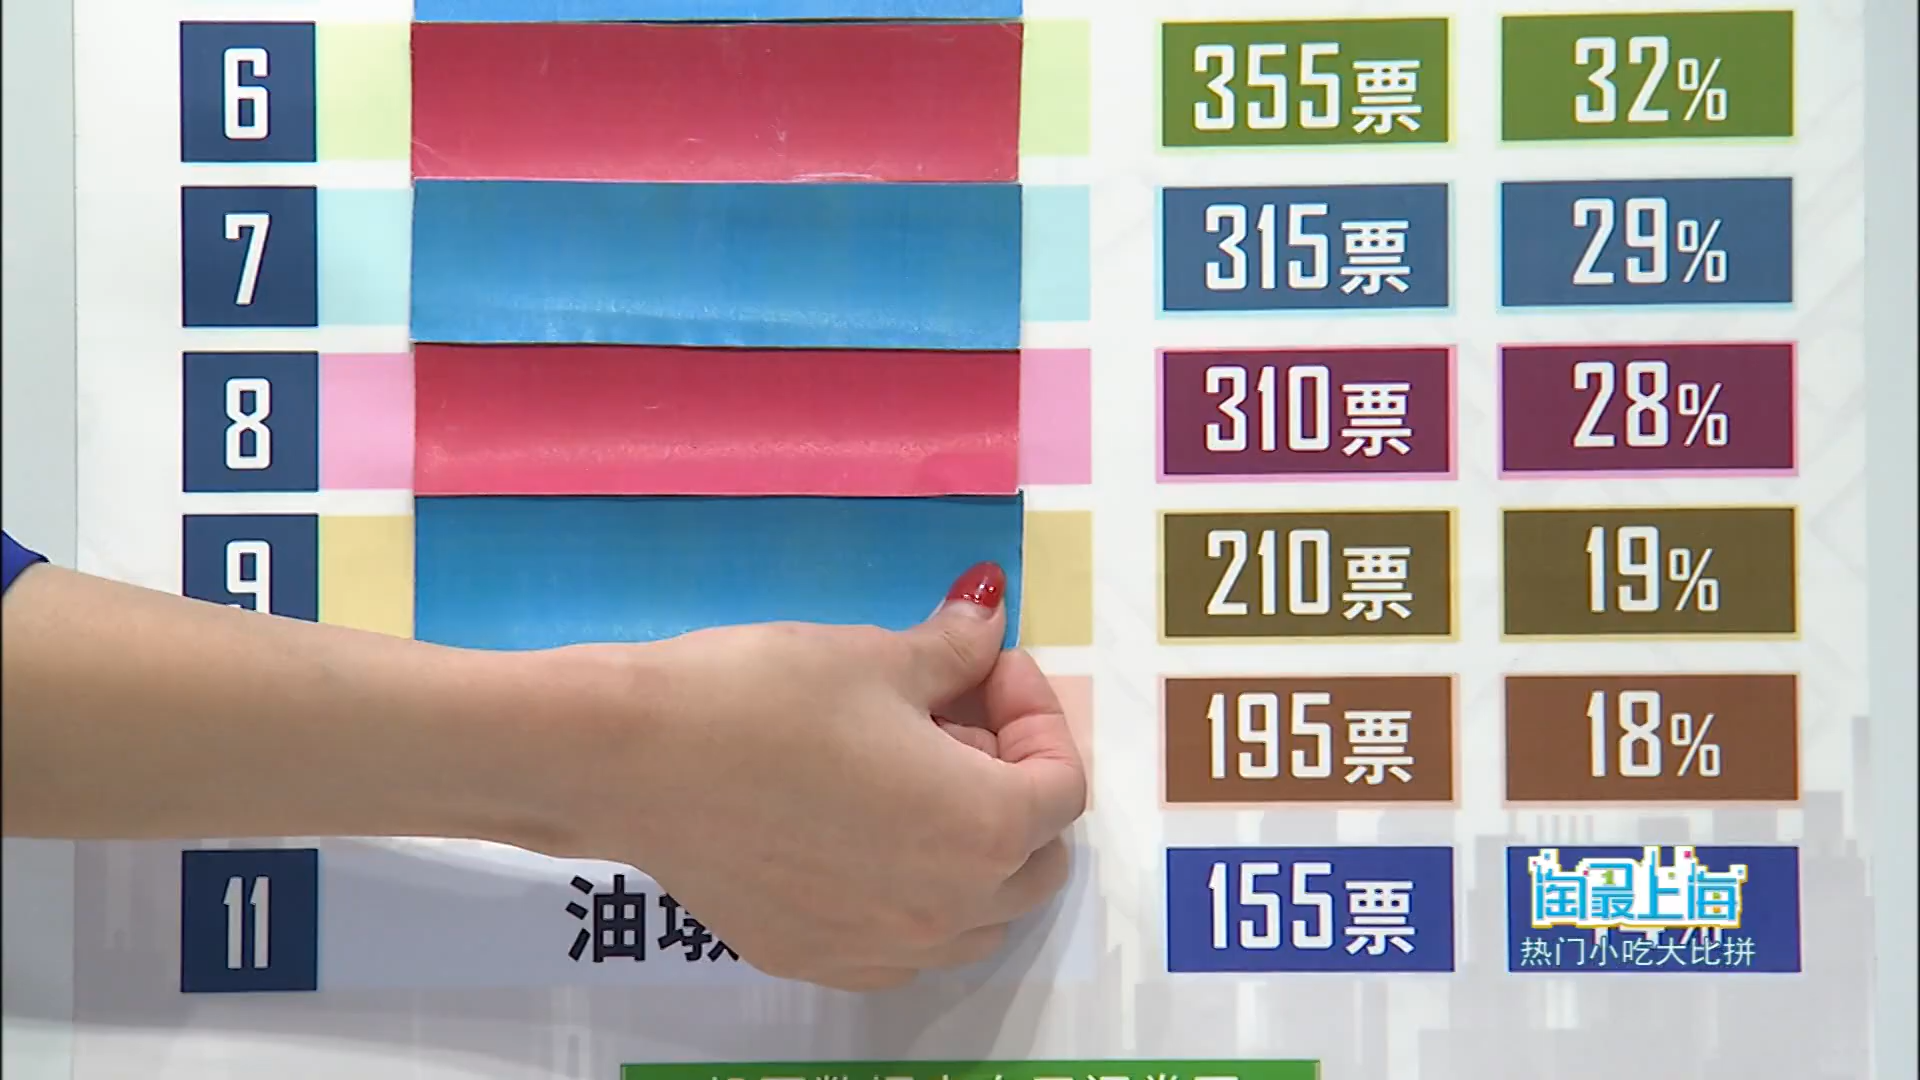 6 355票 32%
7 315票 29%
8 310票 28%
9 210票 19%
195票 18%
11 油墩 155票
淘最上海
热门小吃大比拼